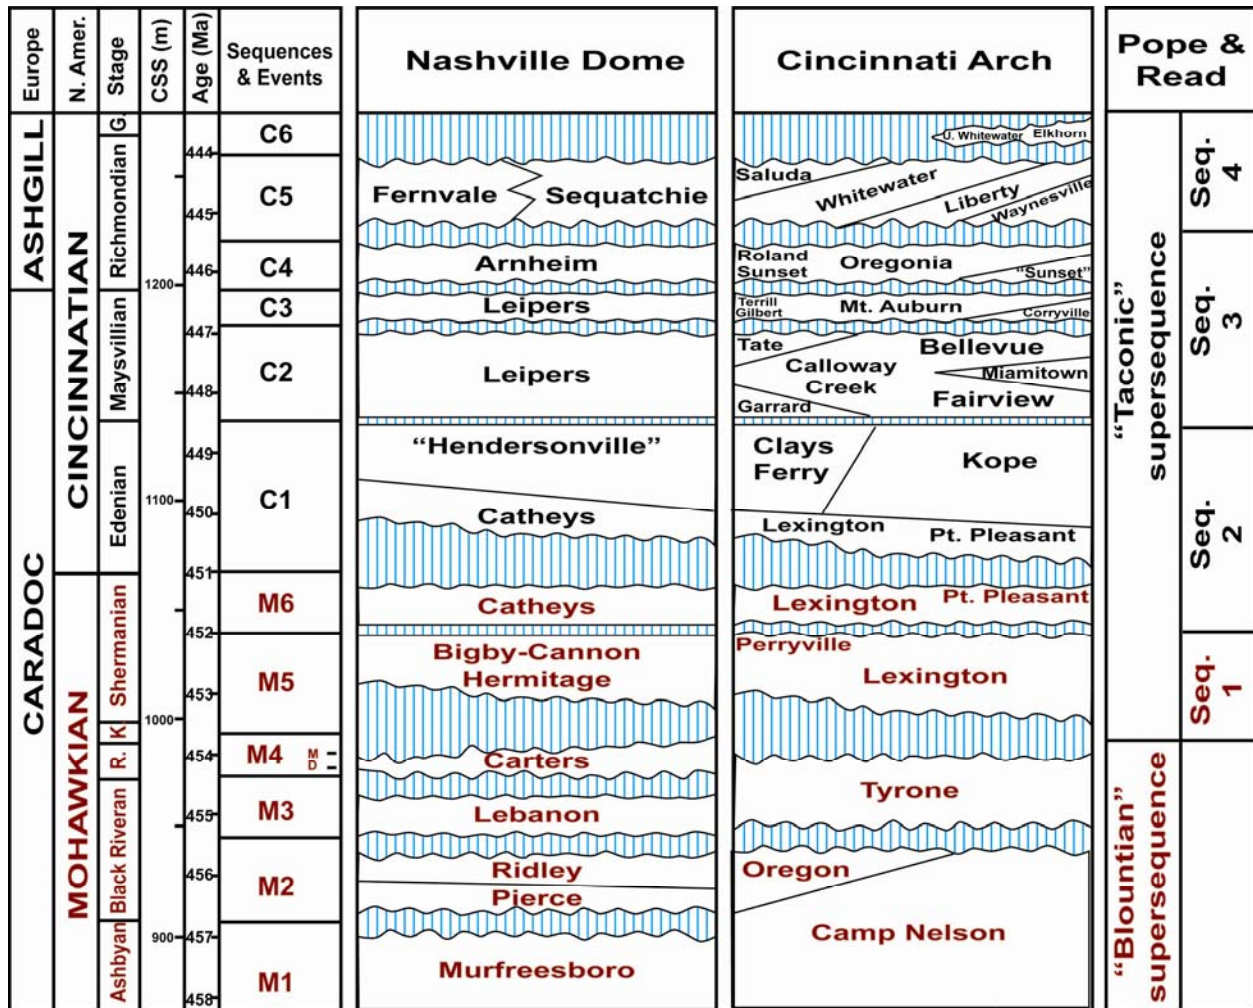 Europe
N. Amer.
Stage
CSS (m)
Age (Ma)
Sequences
& Events
Nashville Dome
Cincinnati Arch
Pope &
Read
ASHGILL
CARADOC
CINCINNATIAN
MOHAWKIAN
G.
Richmondian
Maysvillian
Edenian
Shermanian
K.
R.
Black Riveran
Ashbyan
1200
1100
1000
900
444
445
446
447
448
449
450
451
452
453
454
455
456
457
458
C6
C5
C4
C3
C2
C1
M6
M5
M4
M
D
M3
M2
M1
Fernvale
Sequatchie
Arnheim
Leipers
Leipers
“Hendersonville”
Catheys
Catheys
Bigby-Cannon
Hermitage
Carters
Lebanon
Ridley
Pierce
Murfreesboro
U. Whitewater
Elkhorn
Saluda
Whitewater
Liberty
Waynesville
Roland
Sunset
Oregonia
“Sunset”
Terrill
Gilbert
Mt. Auburn
Corryville
Tate
Bellevue
Calloway
Creek
Miamitown
Garrard
Fairview
Clays
Ferry
Kope
Lexington
Pt. Pleasant
Lexington
Pt. Pleasant
Perryville
Lexington
Tyrone
Oregon
Camp Nelson
“Taconic”
supersequence
“Blountian”
supersequence
Seq.
4
Seq.
3
Seq.
2
Seq.
1